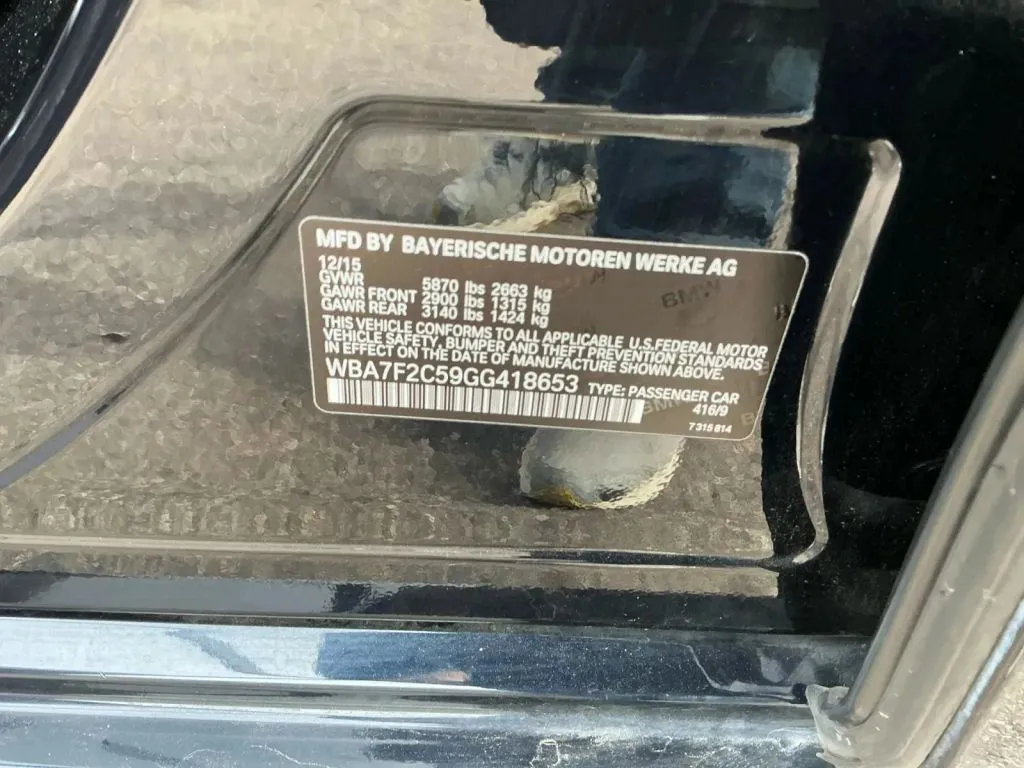 MFD BY BAYERISCHE MOTOREN WERKE AG
12/15
GVWR 5870 lbs 2663 kg
GAWR FRONT 2900 lbs 1315 kg
GAWR REAR 3140 lbs 1424 kg
THIS VEHICLE CONFORMS TO ALL APPLICABLE U.S.FEDERAL MOTOR
VEHICLE SAFETY, BUMPER AND THEFT PREVENTION STANDARDS
IN EFFECT ON THE DATE OF MANUFACTURE SHOWN ABOVE.
WBA7F2C59GG418653 TYPE: PASSENGER CAR
416/9
7 315 814
BMW
BMW